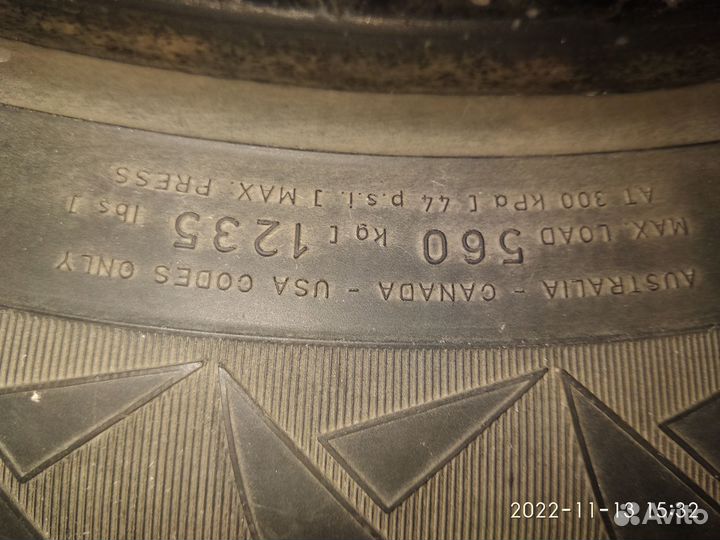 AUSTRALIA - CANADA - USA CODES ONLY
MAX. LOAD 560 kg [ 1235 lbs ]
AT 300 kPa [ 44 p.s.i. ] MAX. PRESS
2022-11-13 15:32
Avito